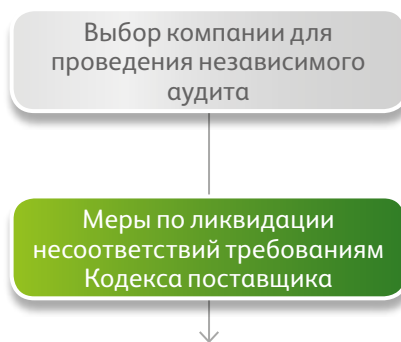 Выбор компании для
проведения независимого
аудита
Меры по ликвидации
несоответствий требованиям
Кодекса поставщика